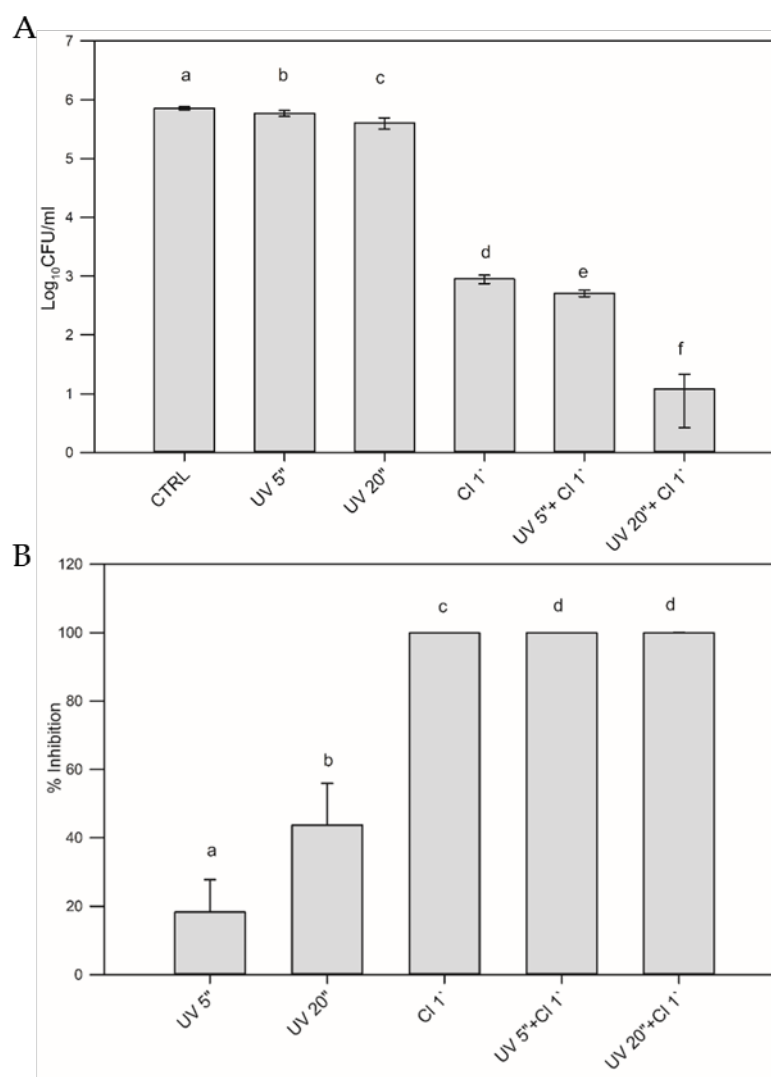 A
7
6
5
4
3
2
1
0
Log₁₀CFU/ml
a
b
c
d
e
f
CTRL
UV 5"
UV 20"
Cl 1`
UV 5"+ Cl 1`
UV 20"+ Cl 1`
B
120
100
80
60
40
20
0
% Inhibition
a
b
c
d
d
UV 5"
UV 20"
Cl 1`
UV 5"+Cl 1`
UV 20"+Cl 1`